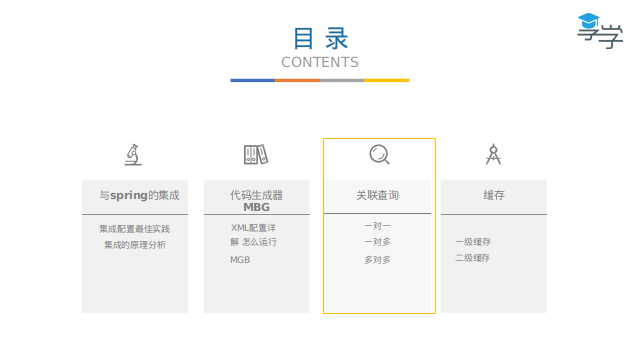 目录
CONTENTS
与spring的集成
集成配置最佳实践
集成的原理分析
代码生成器
MBG
XML配置详
解 怎么运行
MGB
关联查询
一对一
一对多
多对多
缓存
一级缓存
二级缓存